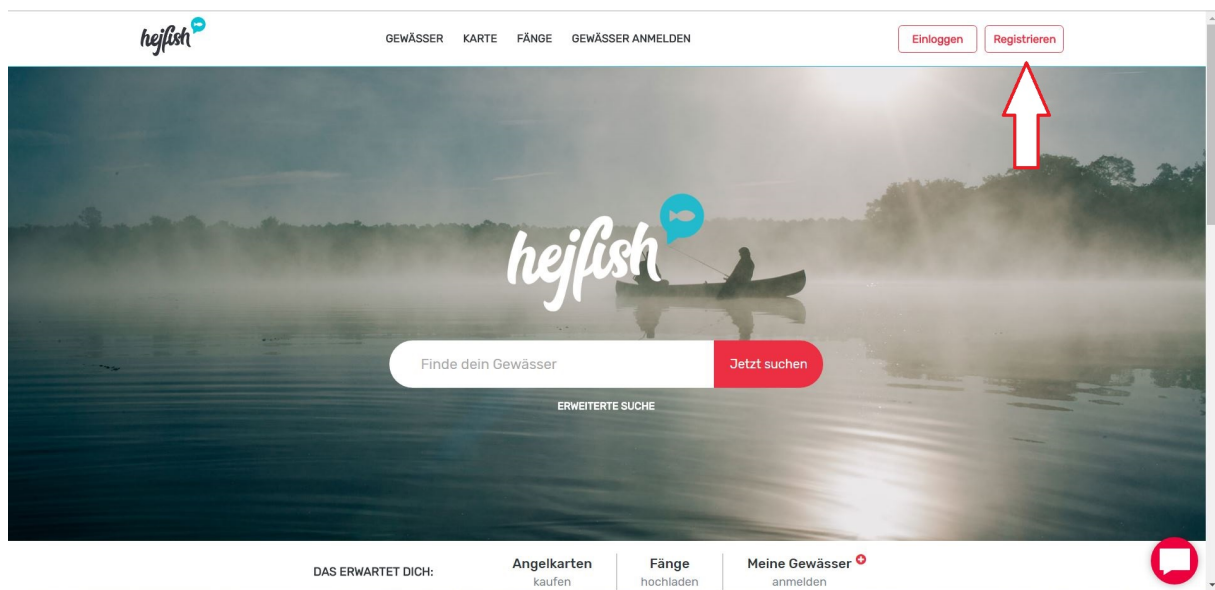 hejfish
GEWÄSSER KARTE FÄNGE GEWÄSSER ANMELDEN
Einloggen Registrieren
hejfish
Finde dein Gewässer Jetzt suchen
ERWEITERTE SUCHE
DAS ERWARTET DICH:
Angelkarten
kaufen
Fänge
hochladen
Meine Gewässer
anmelden